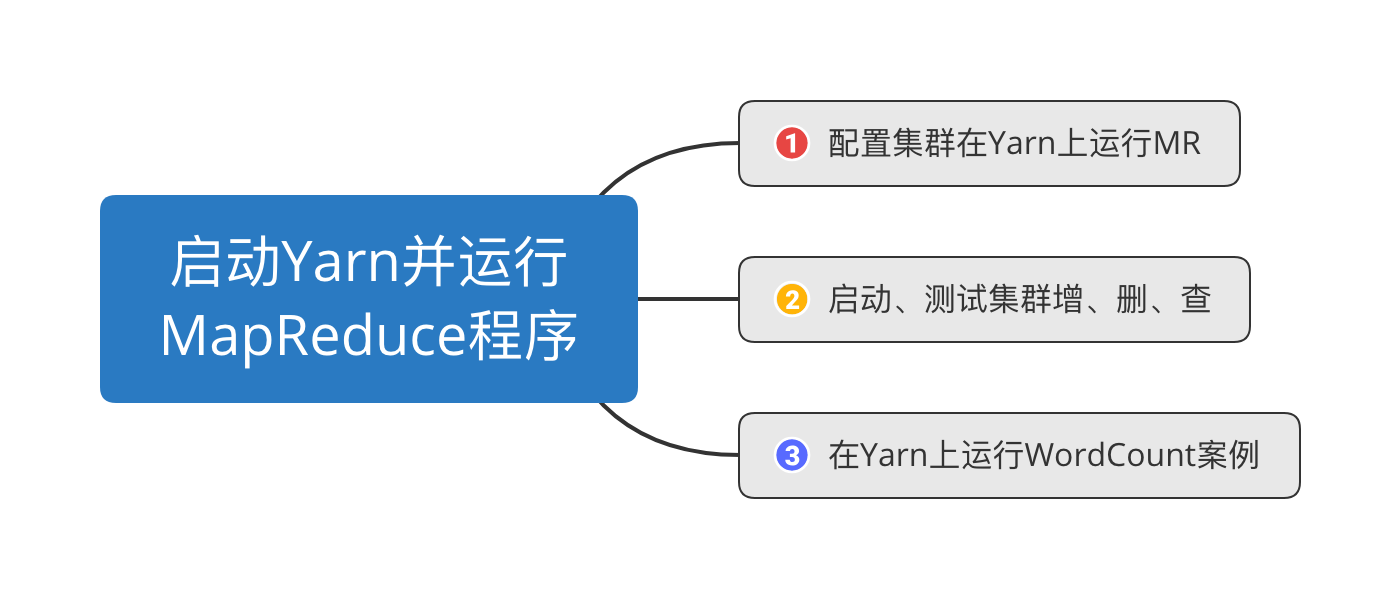 启动Yarn并运行
MapReduce程序
1 配置集群在Yarn上运行MR
2 启动、测试集群增、删、查
3 在Yarn上运行WordCount案例